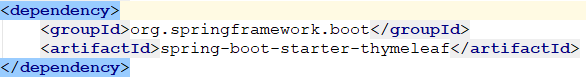 <dependency>
<groupId>org.springframework.boot</groupId>
<artifactId>spring-boot-starter-thymeleaf</artifactId>
</dependency>